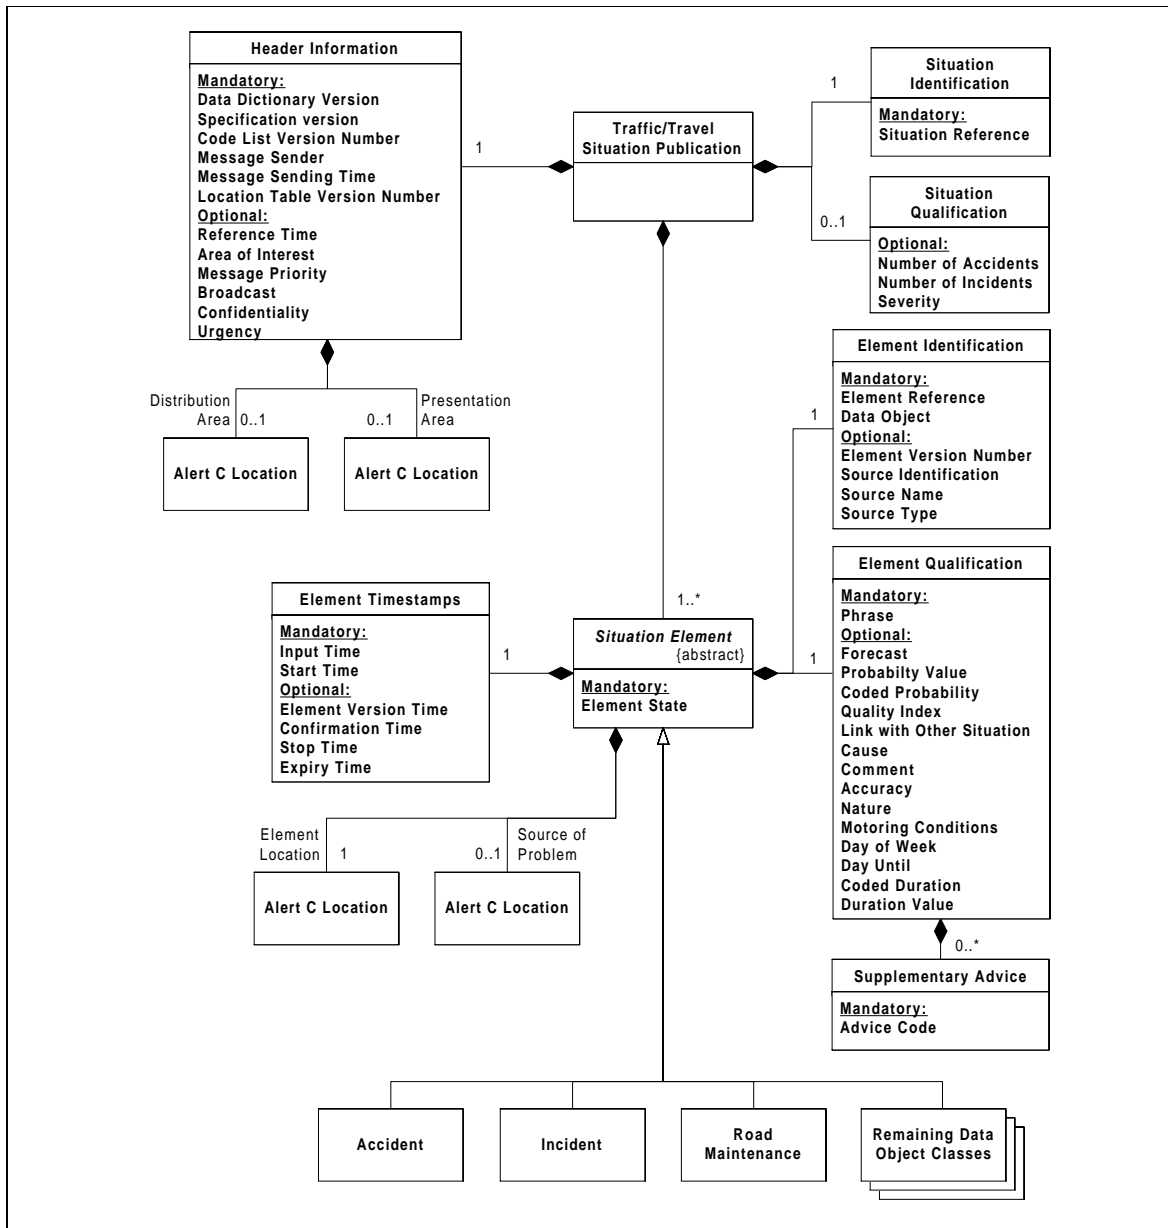 Header Information
Mandatory:
Data Dictionary Version
Specification version
Code List Version Number
Message Sender
Message Sending Time
Location Table Version Number
Optional:
Reference Time
Area of Interest
Message Priority
Broadcast
Confidentiality
Urgency
1
Traffic/Travel
Situation Publication
1
Situation
Identification
Mandatory:
Situation Reference
0..1
Situation
Qualification
Optional:
Number of Accidents
Number of Incidents
Severity
Distribution
Area
0..1
Presentation
Area
0..1
Alert C Location
Alert C Location
Element Identification
Mandatory:
Element Reference
Data Object
Optional:
Element Version Number
Source Identification
Source Name
Source Type
1
Element Timestamps
Mandatory:
Input Time
Start Time
Optional:
Element Version Time
Confirmation Time
Stop Time
Expiry Time
1
1..*
Situation Element
{abstract}
Mandatory:
Element State
1
Element Qualification
Mandatory:
Phrase
Optional:
Forecast
Probabilty Value
Coded Probability
Quality Index
Link with Other Situation
Cause
Comment
Accuracy
Nature
Motoring Conditions
Day of Week
Day Until
Coded Duration
Duration Value
Element
Location
1
Source of
Problem
0..1
Alert C Location
Alert C Location
0..*
Supplementary Advice
Mandatory:
Advice Code
Accident
Incident
Road
Maintenance
Remaining Data
Object Classes